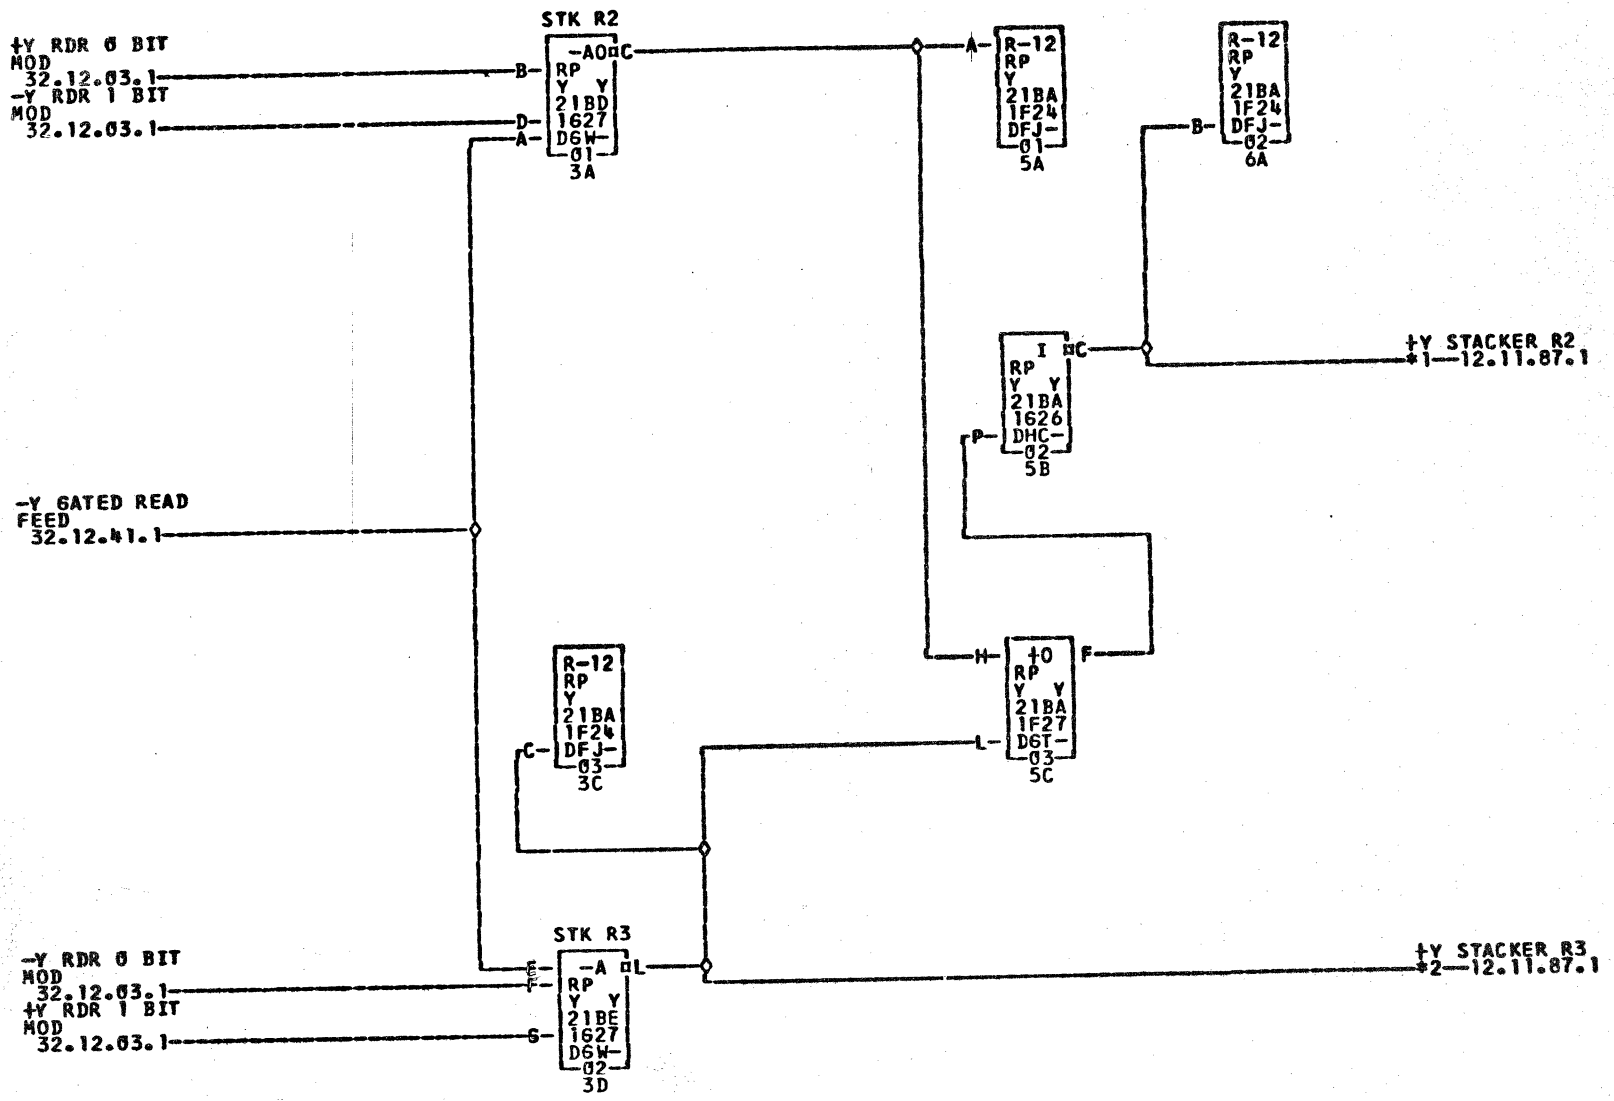 STK R2
+Y RDR 0 BIT
MOD
32.12.03.1
-Y RDR 1 BIT
MOD
32.12.03.1
B
D
A
-AO C
RP
Y Y
21BD
1627
D6W-
01
3A
A
R-12
RP
Y
21BA
1F24
DFJ-
01
5A
B
R-12
RP
Y
21BA
1F24
DFJ-
02
6A
I C
RP
Y Y
21BA
1626
P DHC-
02
5B
+Y STACKER R2
*1 12.11.87.1
-Y GATED READ
FEED
32.12.41.1
R-12
RP
Y
21BA
1F24
C DFJ-
03
3C
H +O F
RP
Y Y
21BA
1F27
L D6T-
03
5C
STK R3
-Y RDR 0 BIT
MOD
32.12.03.1
+Y RDR 1 BIT
MOD
32.12.03.1
E
F
G
-A L
RP
Y Y
21BE
1627
D6W-
02
3D
+Y STACKER R3
*2 12.11.87.1